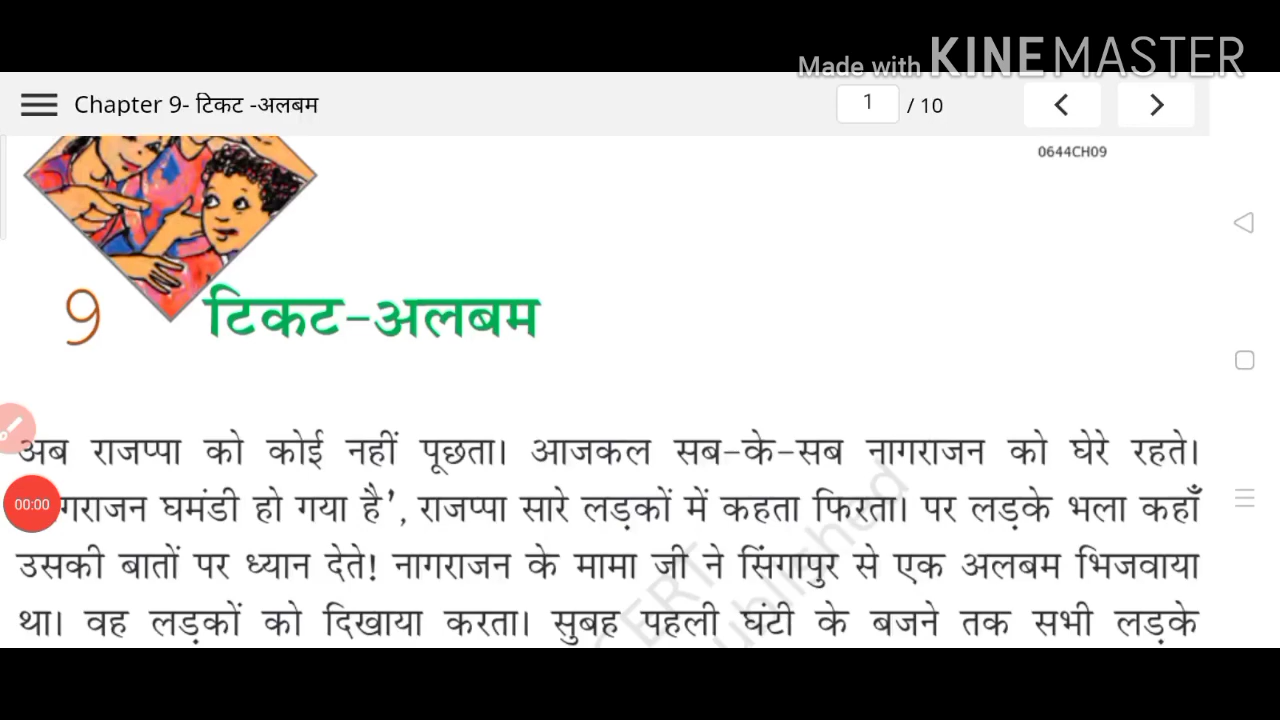 Made with KINEMASTER
Chapter 9- टिकट -अलबम
1 / 10
0644CH09
9 टिकट-अलबम
अब राजप्पा को कोई नहीं पूछता। आजकल सब-के-सब नागराजन को घेरे रहते।
00:00
गराजन घमंडी हो गया है’, राजप्पा सारे लड़कों में कहता फिरता। पर लड़के भला कहाँ
उसकी बातों पर ध्यान देते! नागराजन के मामा जी ने सिंगापुर से एक अलबम भिजवाया
था। वह लड़कों को दिखाया करता। सुबह पहली घंटी के बजने तक सभी लड़के